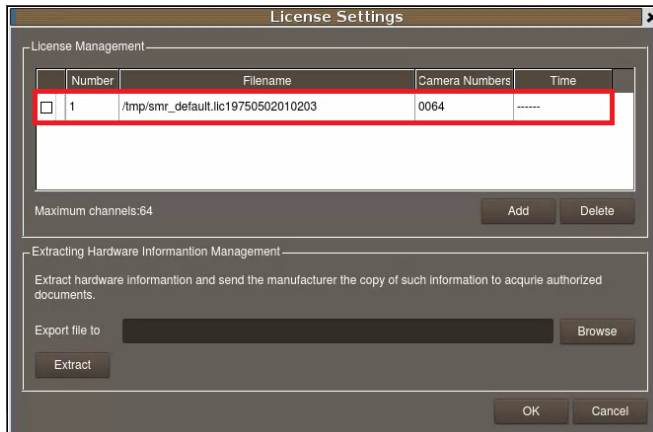 License Settings
License Management
Number Filename Camera Numbers Time
1 /tmp/smr_default.lic19750502010203 0064 ------
Maximum channels:64
Add Delete
Extracting Hardware Informantion Management
Extract hardware informantion and send the manufacturer the copy of such information to acqurie authorized
documents.
Export file to Browse
Extract
OK Cancel